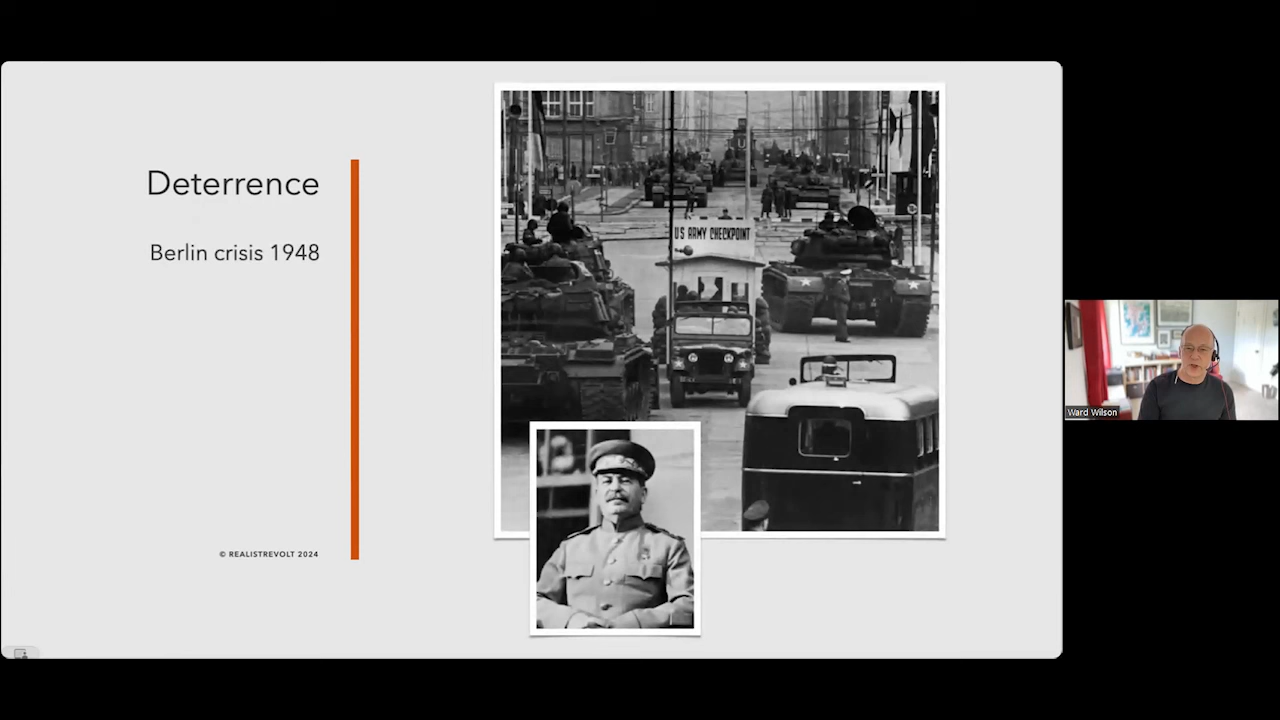 Deterrence
Berlin crisis 1948
© REALISTREVOLT 2024
US ARMY CHECKPOINT
Ward Wilson